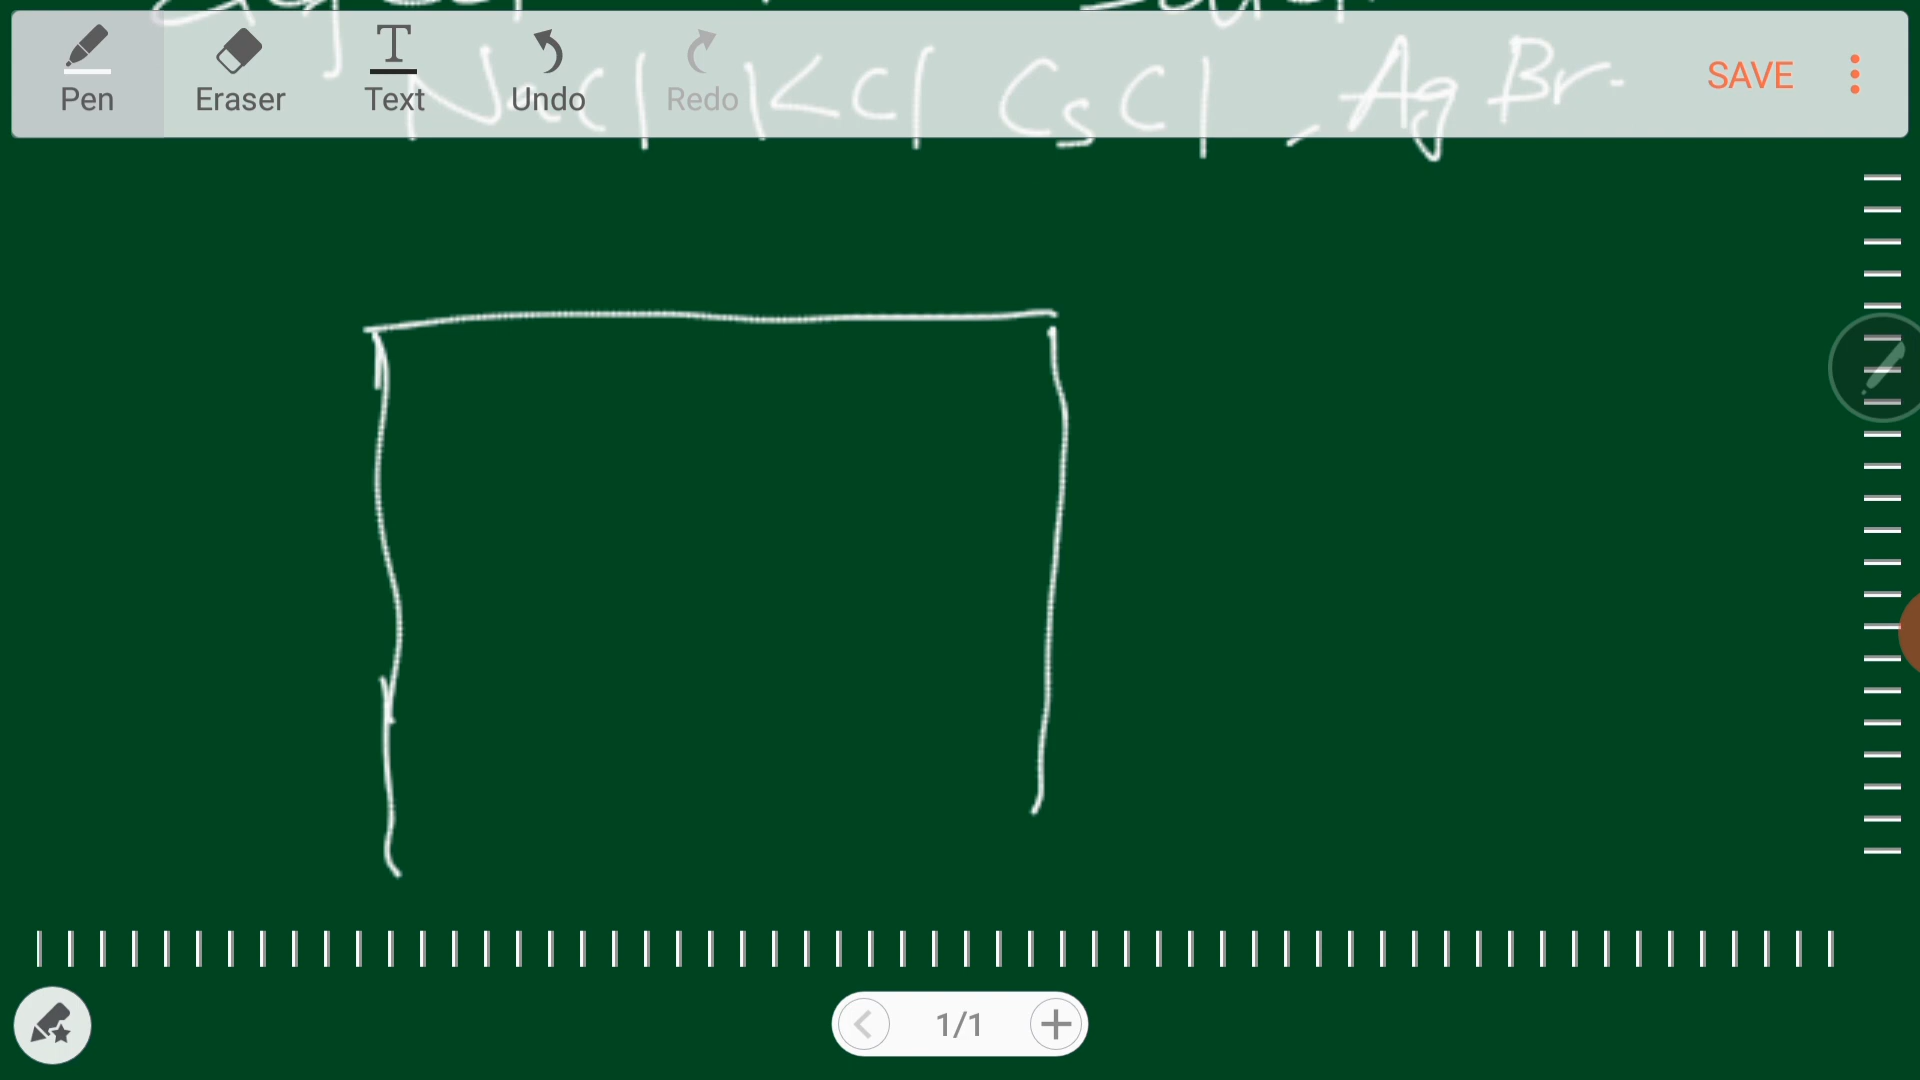 NaCl KCl CsCl, AgBr.
Pen Eraser Text Undo Redo SAVE
1/1